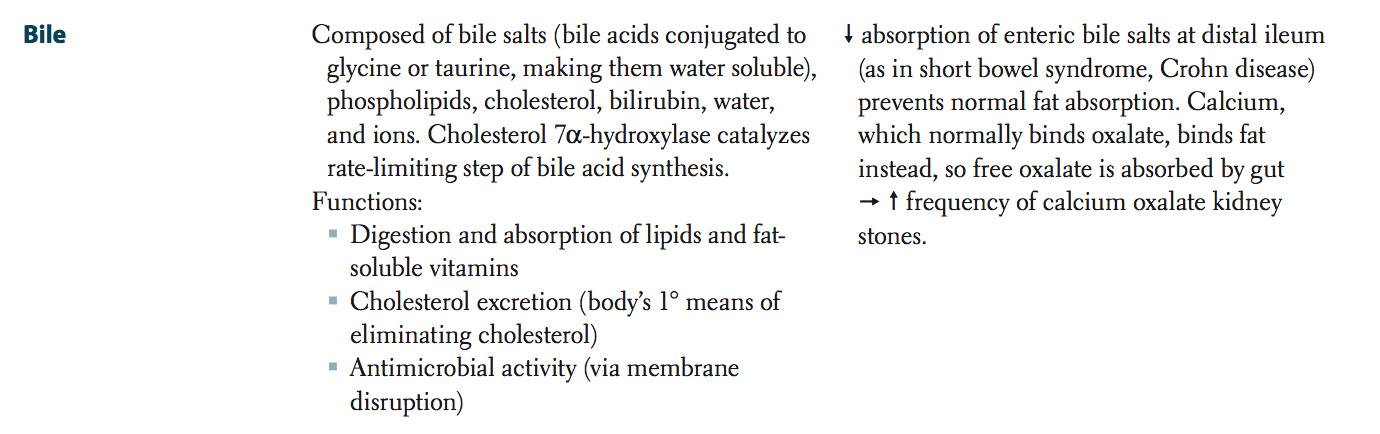 Bile
Composed of bile salts (bile acids conjugated to
glycine or taurine, making them water soluble),
phospholipids, cholesterol, bilirubin, water,
and ions. Cholesterol 7α-hydroxylase catalyzes
rate-limiting step of bile acid synthesis.
Functions:
▪ Digestion and absorption of lipids and fat-
soluble vitamins
▪ Cholesterol excretion (body’s 1° means of
eliminating cholesterol)
▪ Antimicrobial activity (via membrane
disruption)
↓ absorption of enteric bile salts at distal ileum
(as in short bowel syndrome, Crohn disease)
prevents normal fat absorption. Calcium,
which normally binds oxalate, binds fat
instead, so free oxalate is absorbed by gut
→ ↑ frequency of calcium oxalate kidney
stones.